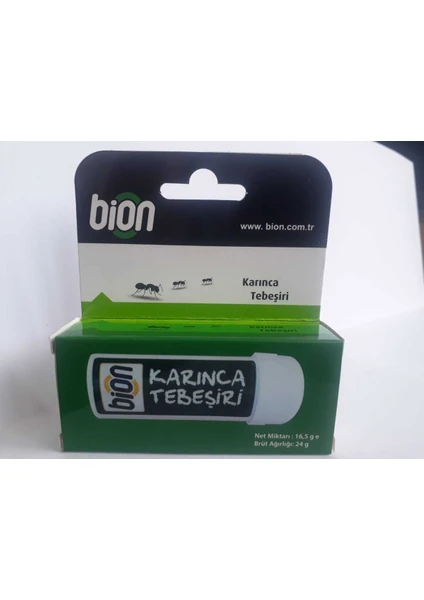 bion
www. bion.com.tr
Karınca
Tebeşiri
bion
KARINCA
TEBEŞİRİ
Net Miktarı : 16,5 g e
Brüt Ağırlığı: 24 g